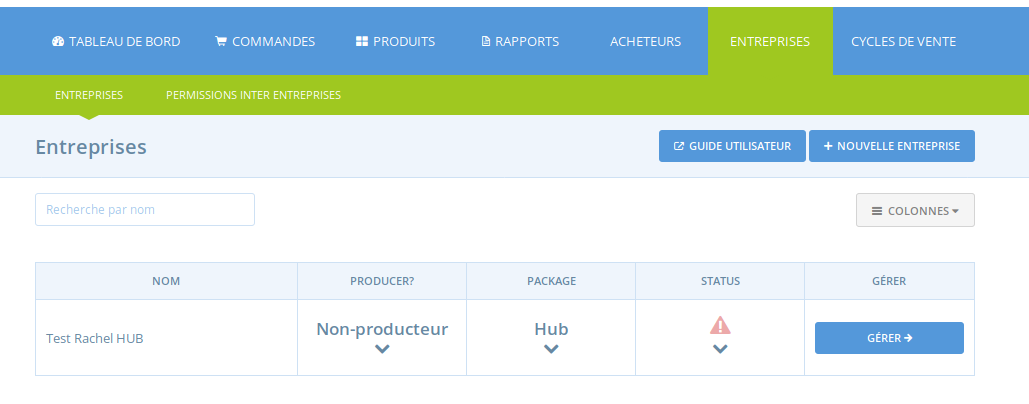 TABLEAU DE BORD COMMANDES PRODUITS RAPPORTS ACHETEURS ENTREPRISES CYCLES DE VENTE
ENTREPRISES PERMISSIONS INTER ENTREPRISES
Entreprises GUIDE UTILISATEUR NOUVELLE ENTREPRISE
Recherche par nom COLONNES
NOM PRODUCER? PACKAGE STATUS GÉRER
Test Rachel HUB Non-producteur Hub GÉRER